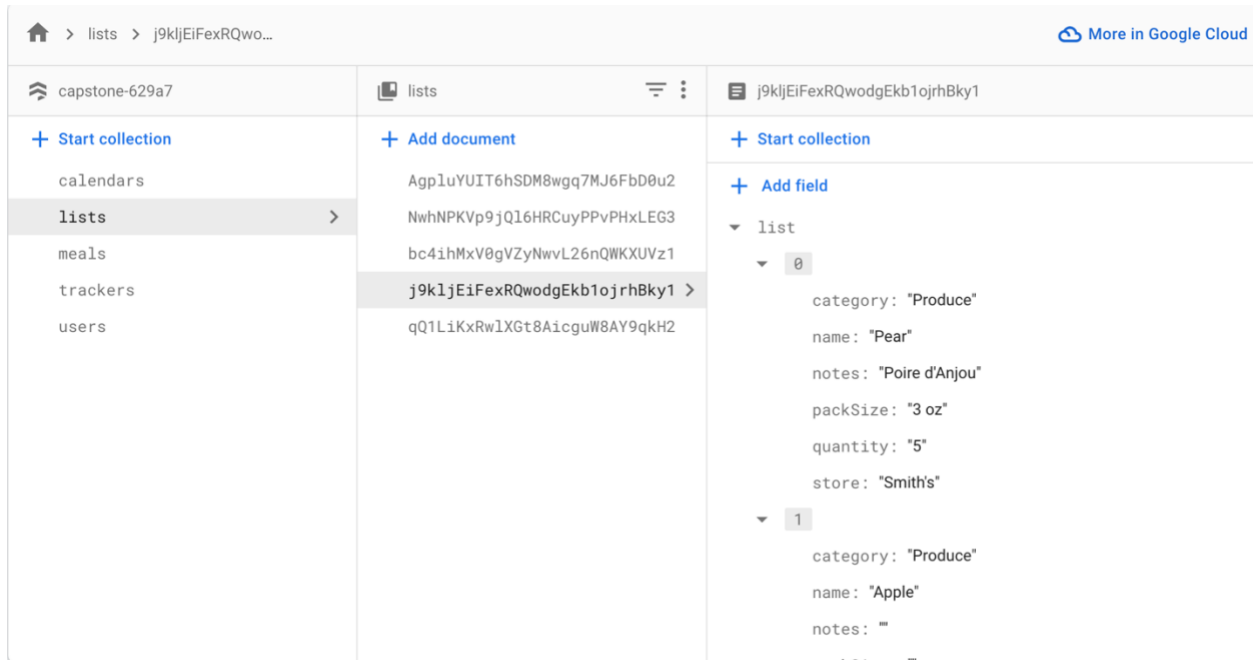 lists > j9kljEiFexRQwo...
More in Google Cloud
capstone-629a7
Start collection
calendars
lists
meals
trackers
users
lists
Add document
AgpluYUIT6hSDM8wgq7MJ6FbD0u2
NwhNPKVp9jQl6HRCuyPPvPHxLEG3
bc4ihMxV0gVZyNwvL26nQWKXUVz1
j9kljEiFexRQwodgEkb1ojrhBky1
qQ1LiKxRwlXGt8AicguW8AY9qkH2
j9kljEiFexRQwodgEkb1ojrhBky1
Start collection
Add field
list
0
category: "Produce"
name: "Pear"
notes: "Poire d'Anjou"
packSize: "3 oz"
quantity: "5"
store: "Smith's"
1
category: "Produce"
name: "Apple"
notes: ""